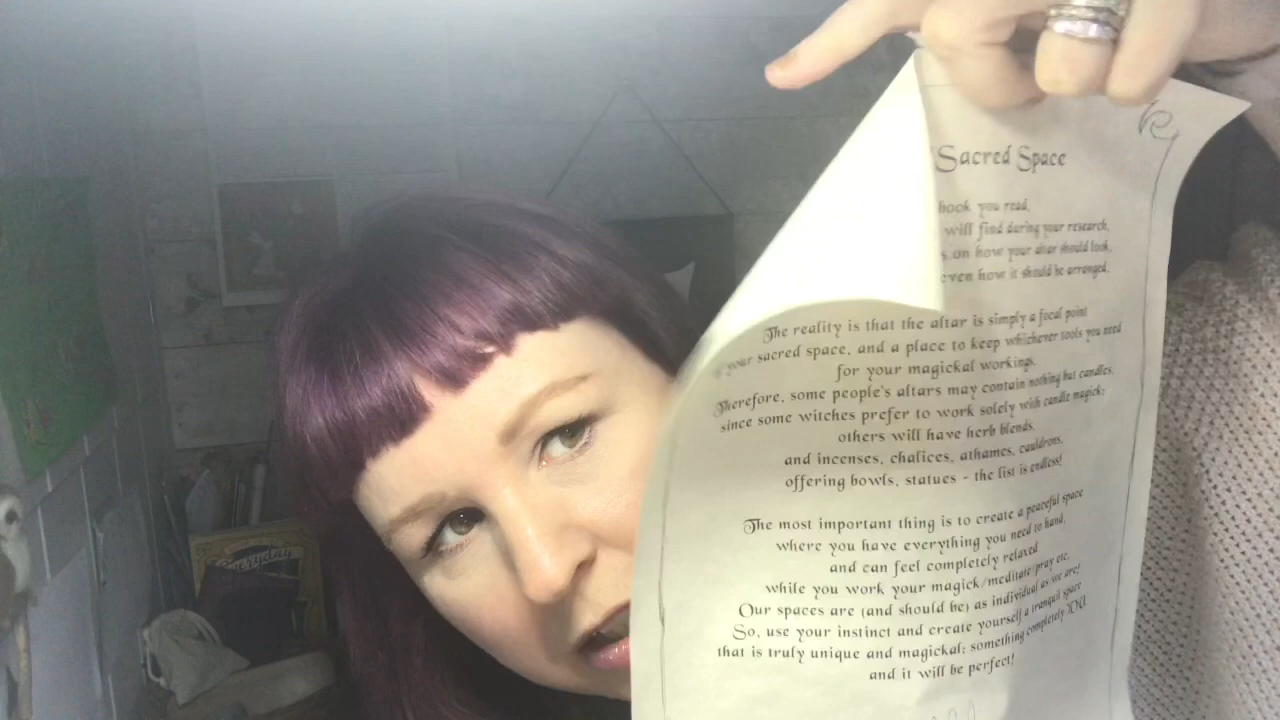 Sacred Space
book you read,
will find during your research,
on how your altar should look,
even how it should be arranged.
The reality is that the altar is simply a focal point
your sacred space, and a place to keep whichever tools you need
for your magickal workings.
Therefore, some people's altars may contain nothing but candles,
since some witches prefer to work solely with candle magick;
others will have herb blends,
and incenses, chalices, athames, cauldrons,
offering bowls, statues - the list is endless!
The most important thing is to create a peaceful space
where you have everything you need to hand,
and can feel completely relaxed
while you work your magick/meditate/pray etc.
Our spaces are (and should be) as individual as we are!
So, use your instinct and create yourself a tranquil space
that is truly unique and magickal; something completely YOU,
and it will be perfect!
Everyday